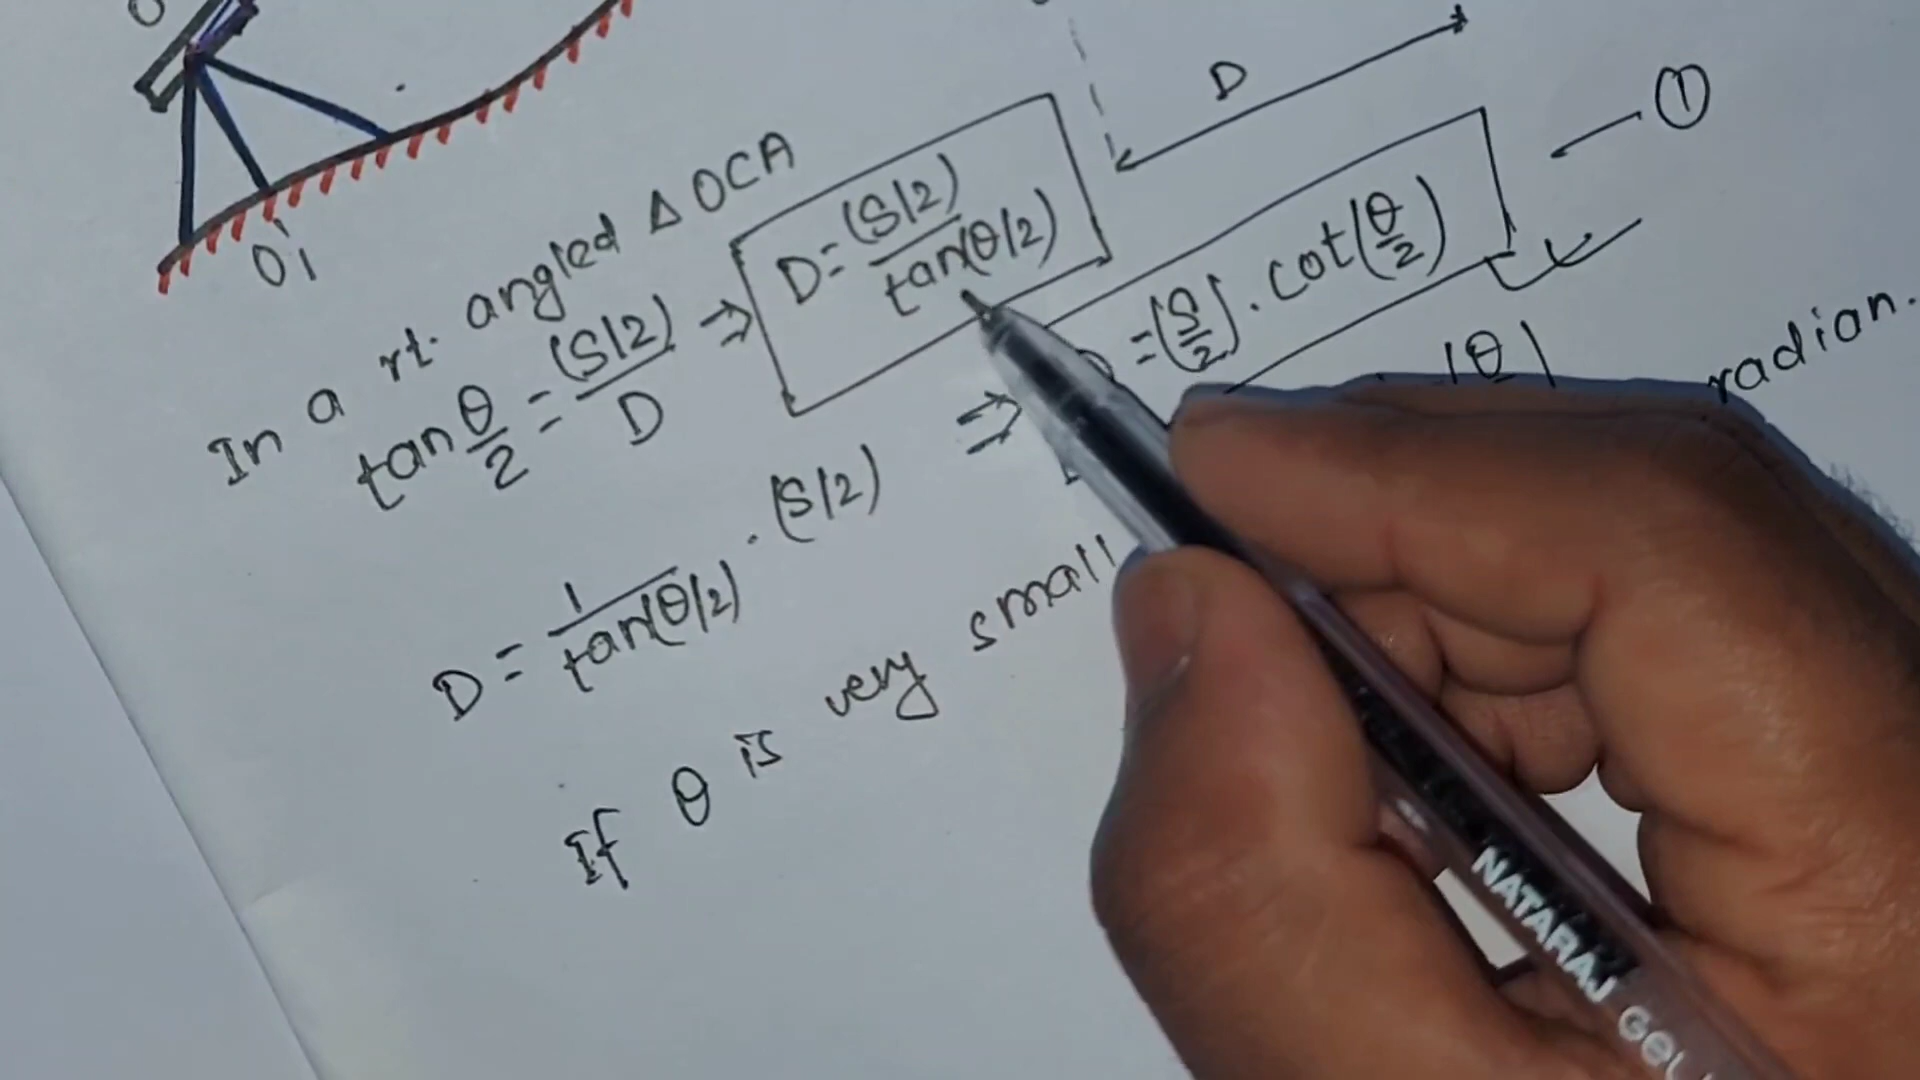 O
O₁
D
①
In a rt. angled Δ OCA
tan θ/2 = (S/2)/D ⇒ D = (S/2)/tan(θ/2)
D = 1/tan(θ/2) . (S/2) ⇒ = (S/2) . cot(θ/2)
If θ is very small
θ
radian.
NATARAJ